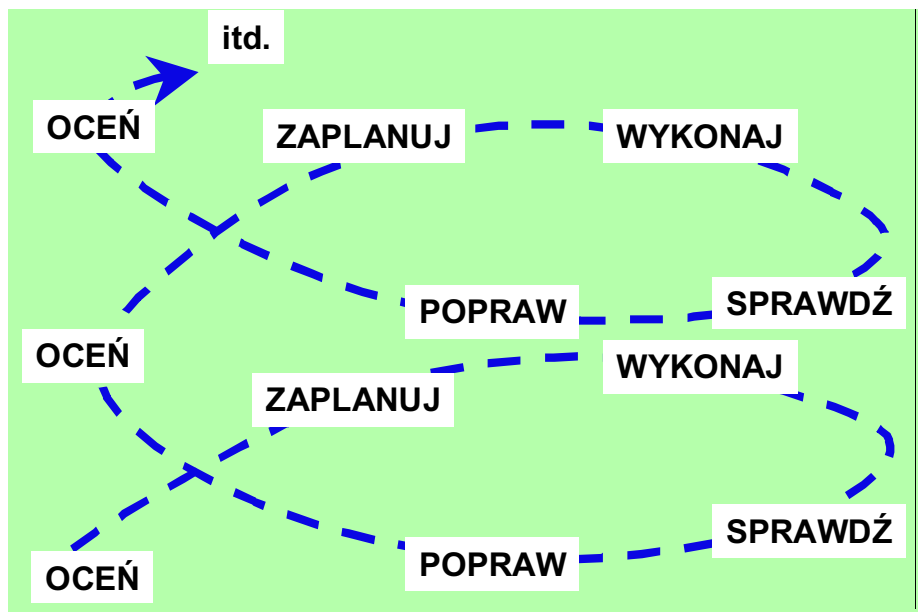 itd.
OCEŃ
ZAPLANUJ
WYKONAJ
POPRAW
SPRAWDŹ
OCEŃ
ZAPLANUJ
WYKONAJ
POPRAW
SPRAWDŹ
OCEŃ